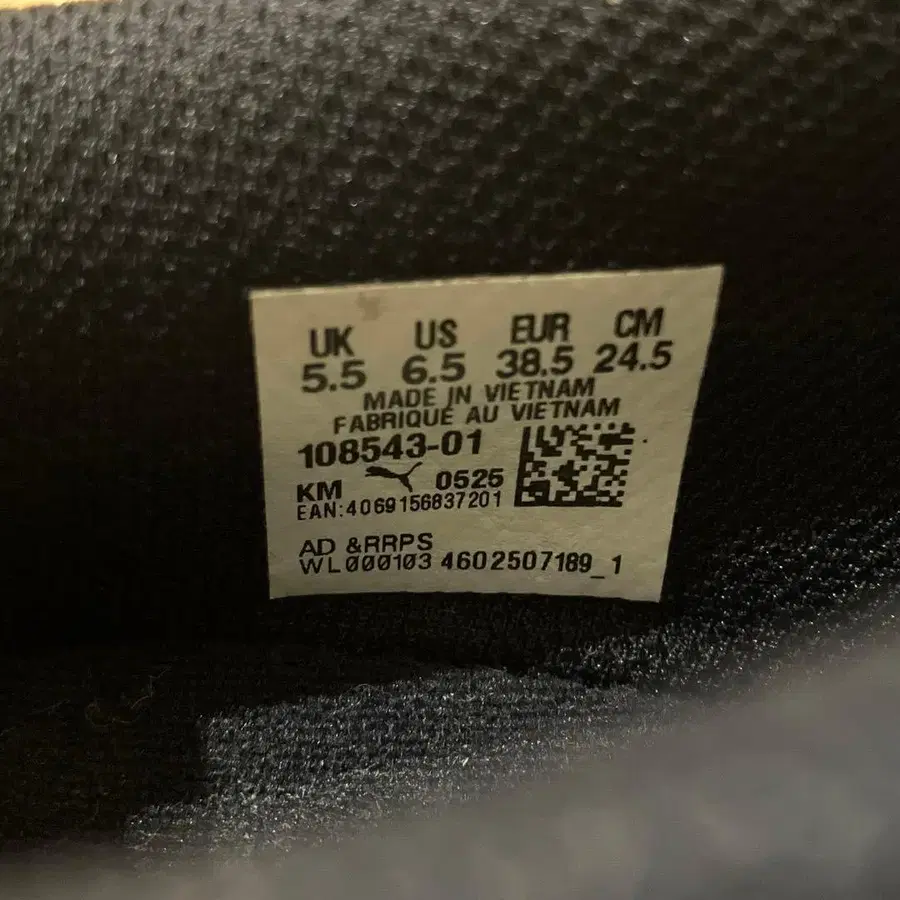 UK US EUR CM
5.5 6.5 38.5 24.5
MADE IN VIETNAM
FABRIQUÉ AU VIETNAM
108543-01
KM 0525
EAN:4069156837201
AD &RRPS
WL000103 4602507189_1